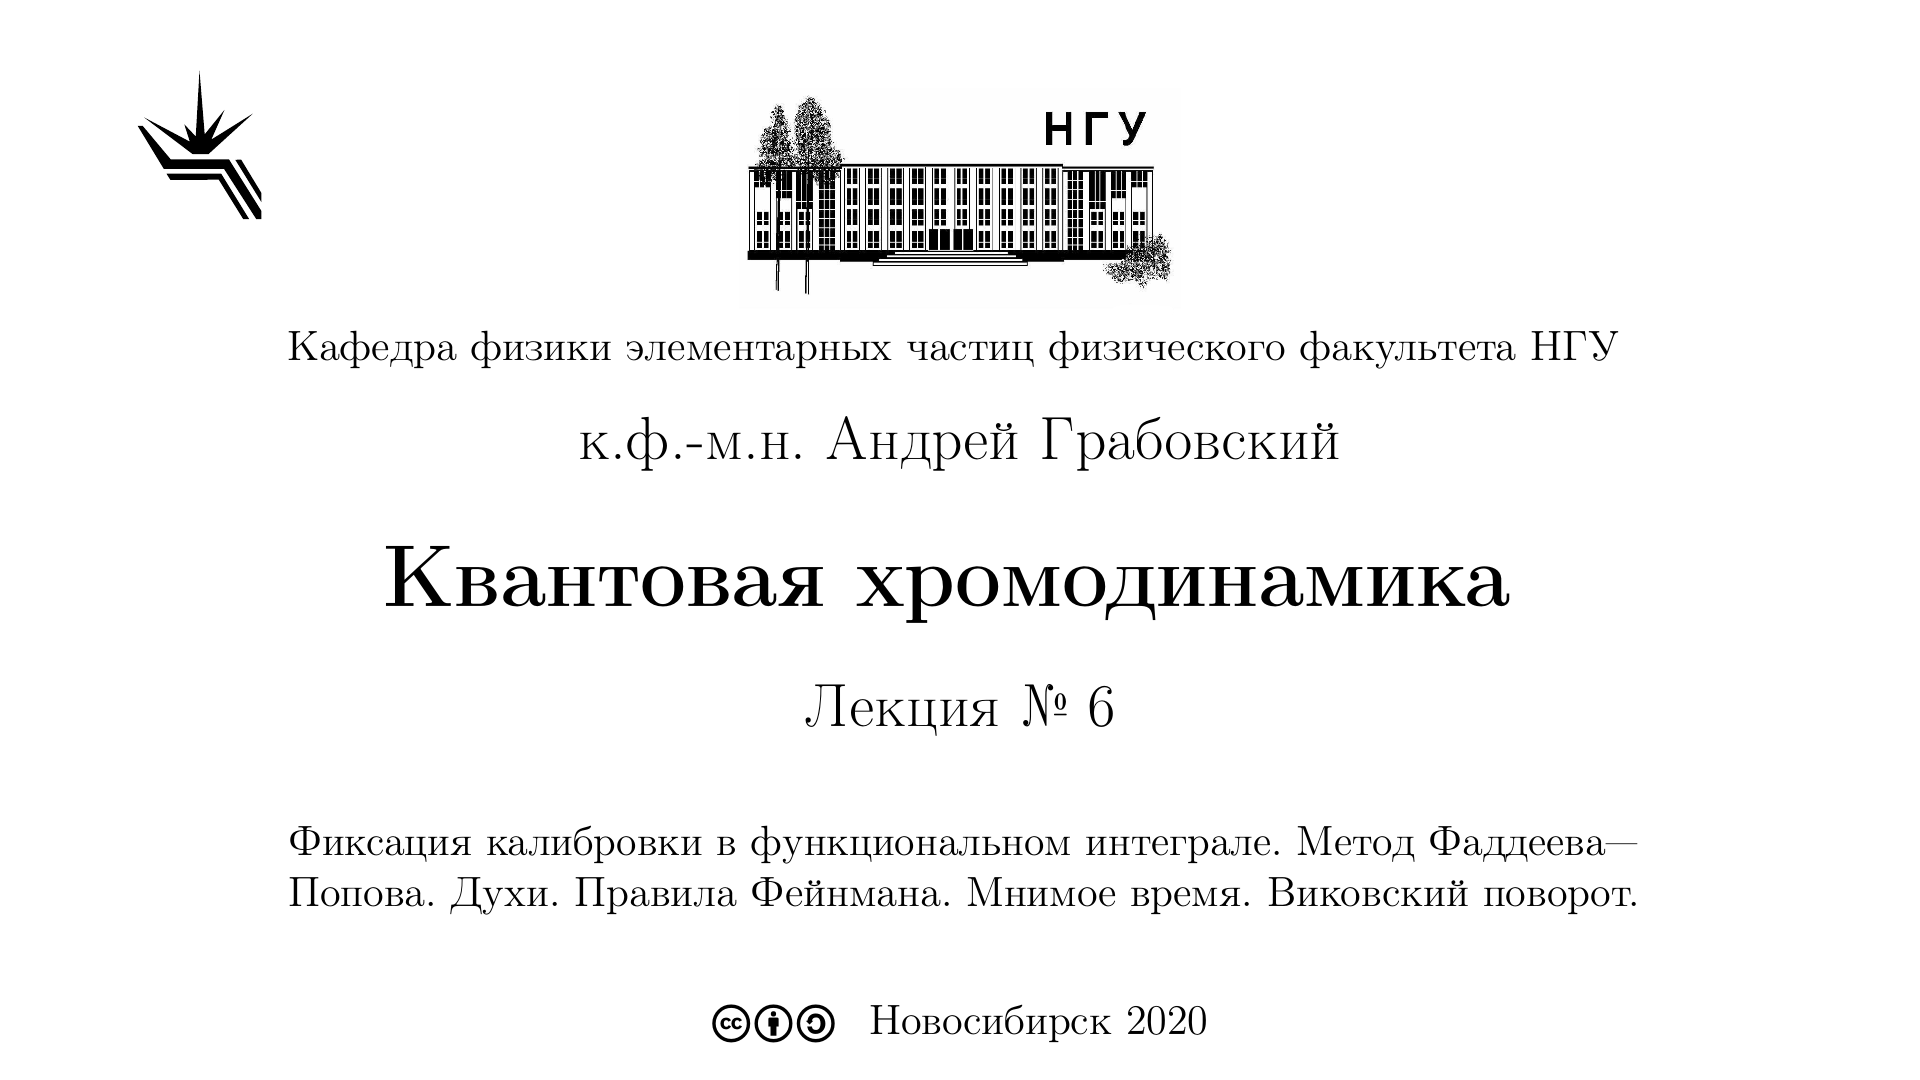 НГУ
Кафедра физики элементарных частиц физического факультета НГУ
к.ф.-м.н. Андрей Грабовский
Квантовая хромодинамика
Лекция № 6
Фиксация калибровки в функциональном интеграле. Метод Фаддеева—
Попова. Духи. Правила Фейнмана. Мнимое время. Виковский поворот.
cc Новосибирск 2020